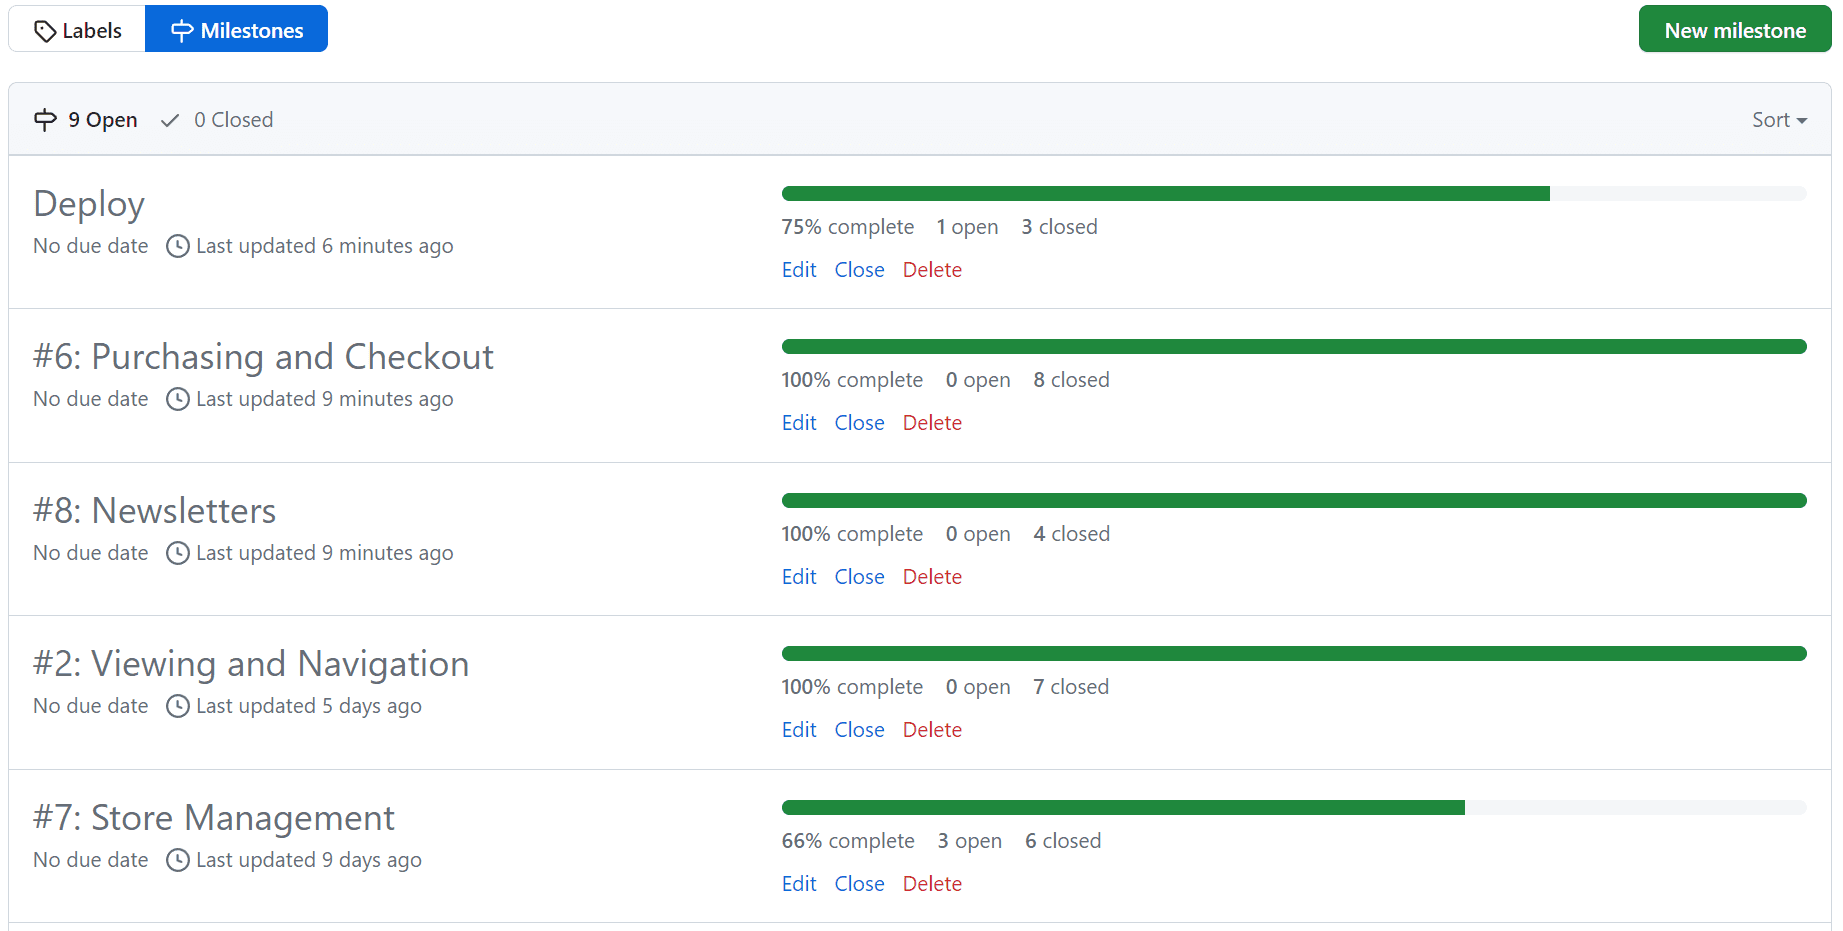 Labels Milestones New milestone
9 Open 0 Closed Sort
Deploy
No due date Last updated 6 minutes ago
75% complete 1 open 3 closed
Edit Close Delete
#6: Purchasing and Checkout
No due date Last updated 9 minutes ago
100% complete 0 open 8 closed
Edit Close Delete
#8: Newsletters
No due date Last updated 9 minutes ago
100% complete 0 open 4 closed
Edit Close Delete
#2: Viewing and Navigation
No due date Last updated 5 days ago
100% complete 0 open 7 closed
Edit Close Delete
#7: Store Management
No due date Last updated 9 days ago
66% complete 3 open 6 closed
Edit Close Delete